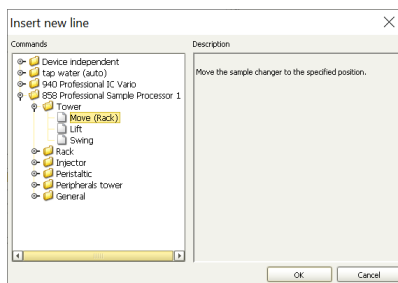 Insert new line
Commands
Description
Device independent
tap water (auto)
940 Professional IC Vario
858 Professional Sample Processor 1
Tower
Move (Rack)
Lift
Swing
Rack
Injector
Peristaltic
Peripherals tower
General
Move the sample changer to the specified position.
OK
Cancel